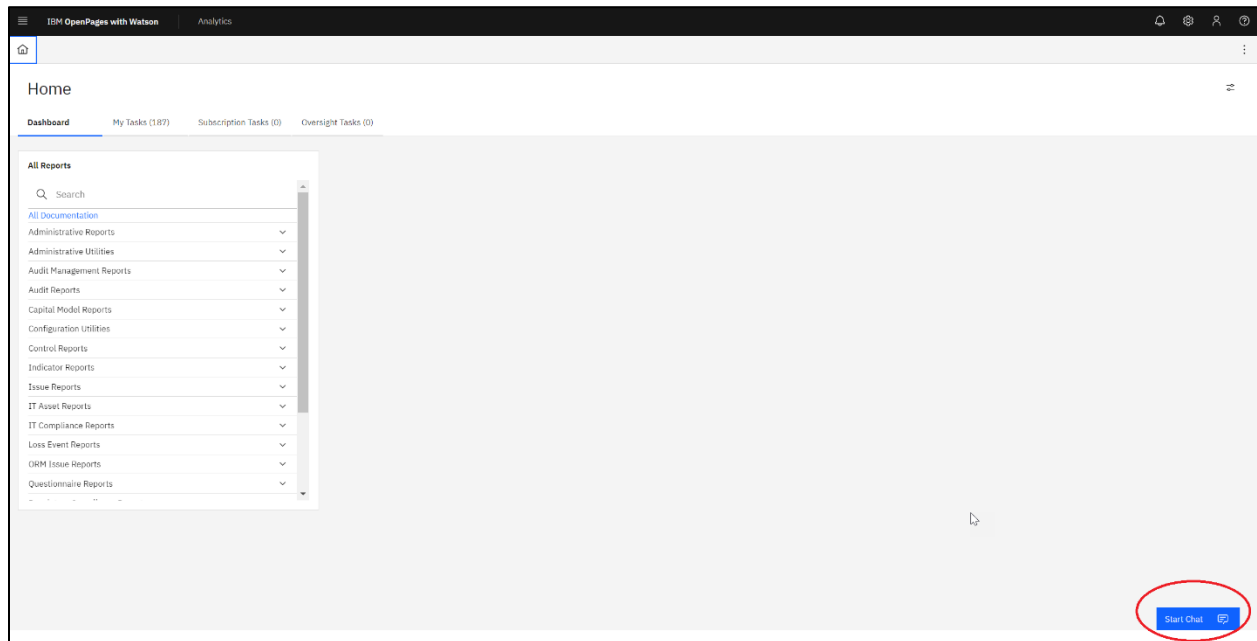 IBM OpenPages with Watson Analytics
Home
Dashboard My Tasks (187) Subscription Tasks (0) Oversight Tasks (0)
All Reports
Search
All Documentation
Administrative Reports
Administrative Utilities
Audit Management Reports
Audit Reports
Capital Model Reports
Configuration Utilities
Control Reports
Indicator Reports
Issue Reports
IT Asset Reports
IT Compliance Reports
Loss Event Reports
ORM Issue Reports
Questionnaire Reports
Start Chat